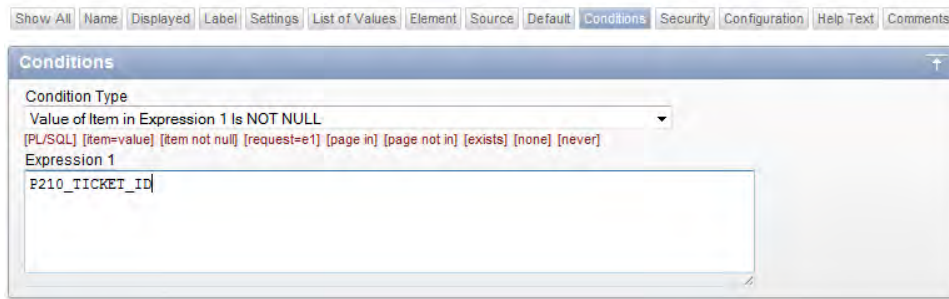 Show All Name Displayed Label Settings List of Values Element Source Default Conditions Security Configuration Help Text Comments
Conditions
Condition Type
Value of Item in Expression 1 Is NOT NULL
[PL/SQL] [item=value] [item not null] [request=e1] [page in] [page not in] [exists] [none] [never]
Expression 1
P210_TICKET_ID